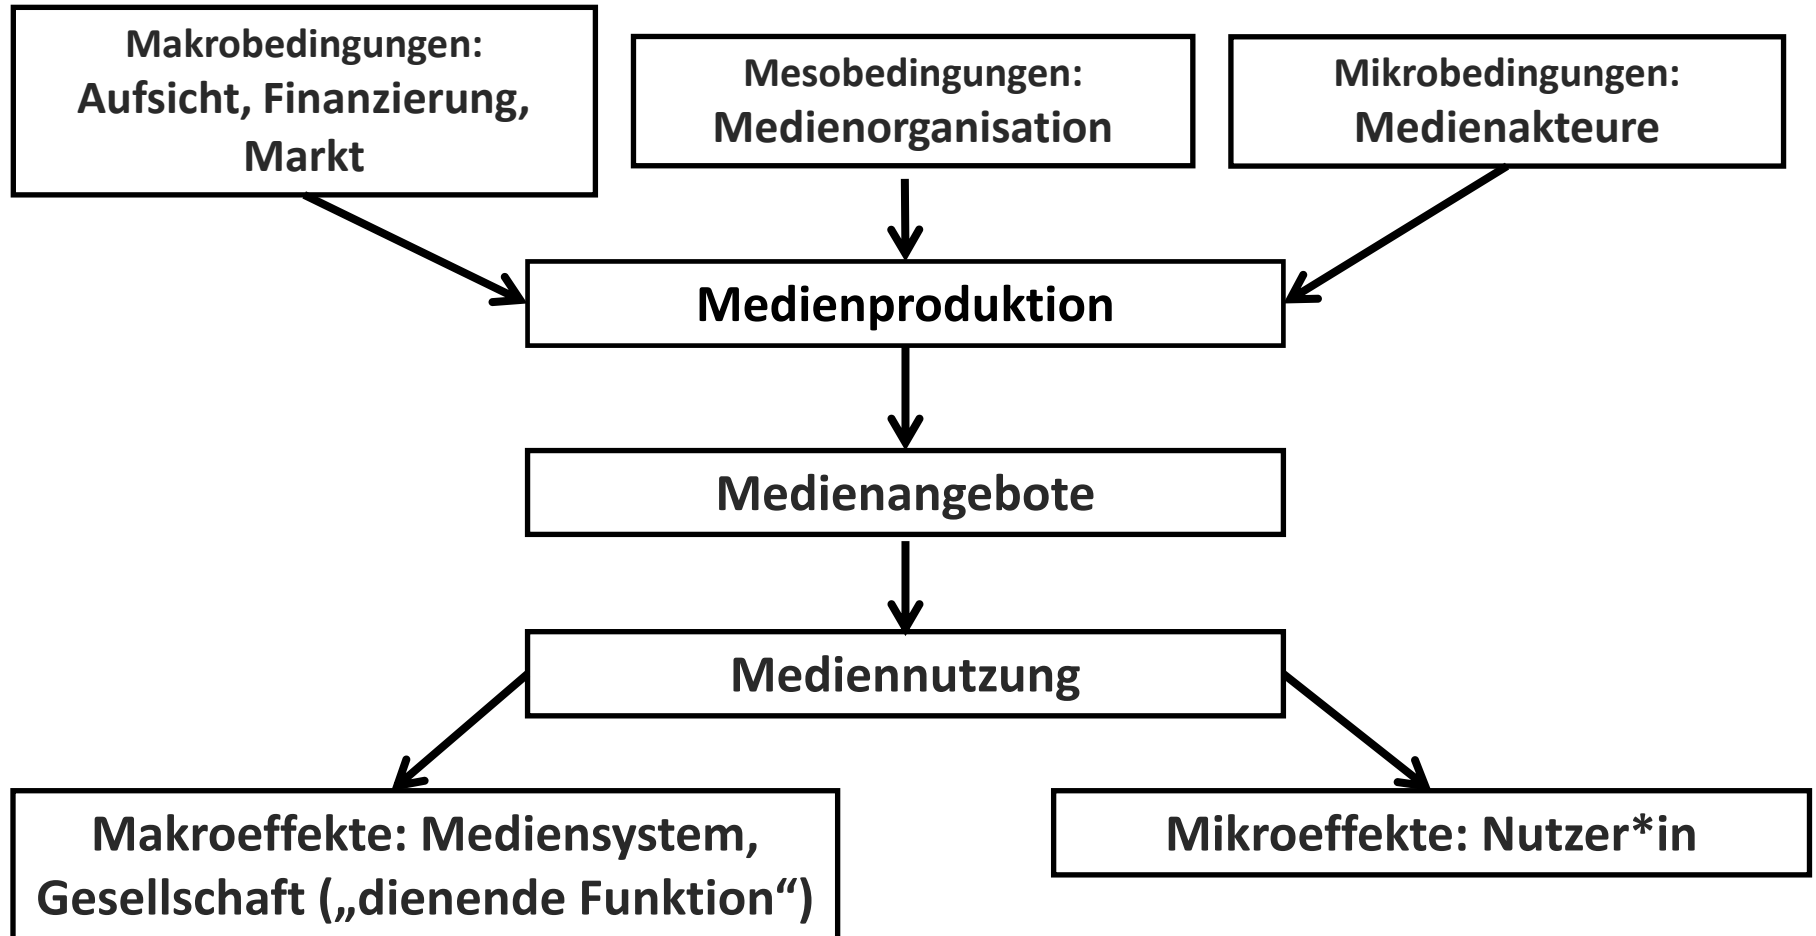 Makrobedingungen:
Aufsicht, Finanzierung,
Markt
Mesobedingungen:
Medienorganisation
Mikrobedingungen:
Medienakteure
Medienproduktion
Medienangebote
Mediennutzung
Makroeffekte: Mediensystem,
Gesellschaft („dienende Funktion“)
Mikroeffekte: Nutzer*in